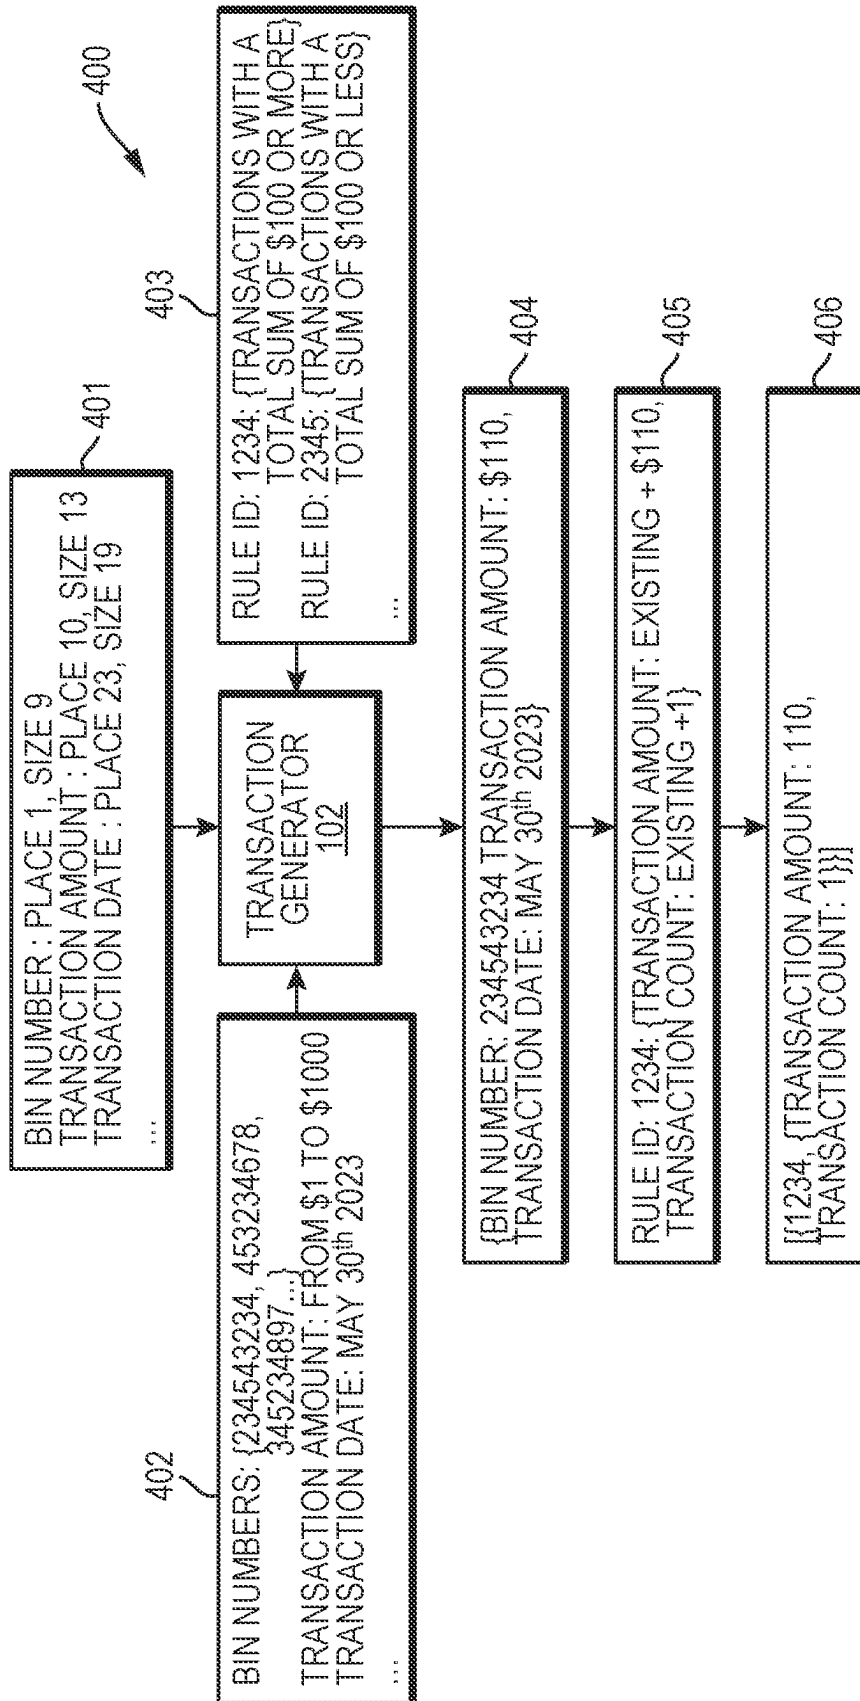 400
401
BIN NUMBER : PLACE 1, SIZE 9
TRANSACTION AMOUNT : PLACE 10, SIZE 13
TRANSACTION DATE : PLACE 23, SIZE 19
...
402
BIN NUMBERS: {234543234, 453234678,
345234897...}
TRANSACTION AMOUNT: FROM $1 TO $1000
TRANSACTION DATE: MAY 30th 2023
...
TRANSACTION
GENERATOR
102
403
RULE ID: 1234: {TRANSACTIONS WITH A
TOTAL SUM OF $100 OR MORE}
RULE ID: 2345: {TRANSACTIONS WITH A
TOTAL SUM OF $100 OR LESS}
...
404
{BIN NUMBER: 234543234 TRANSACTION AMOUNT: $110,
TRANSACTION DATE: MAY 30th 2023}
405
RULE ID: 1234: {TRANSACTION AMOUNT: EXISTING + $110,
TRANSACTION COUNT: EXISTING +1}
406
[{1234, {TRANSACTION AMOUNT: 110,
TRANSACTION COUNT: 1}}]